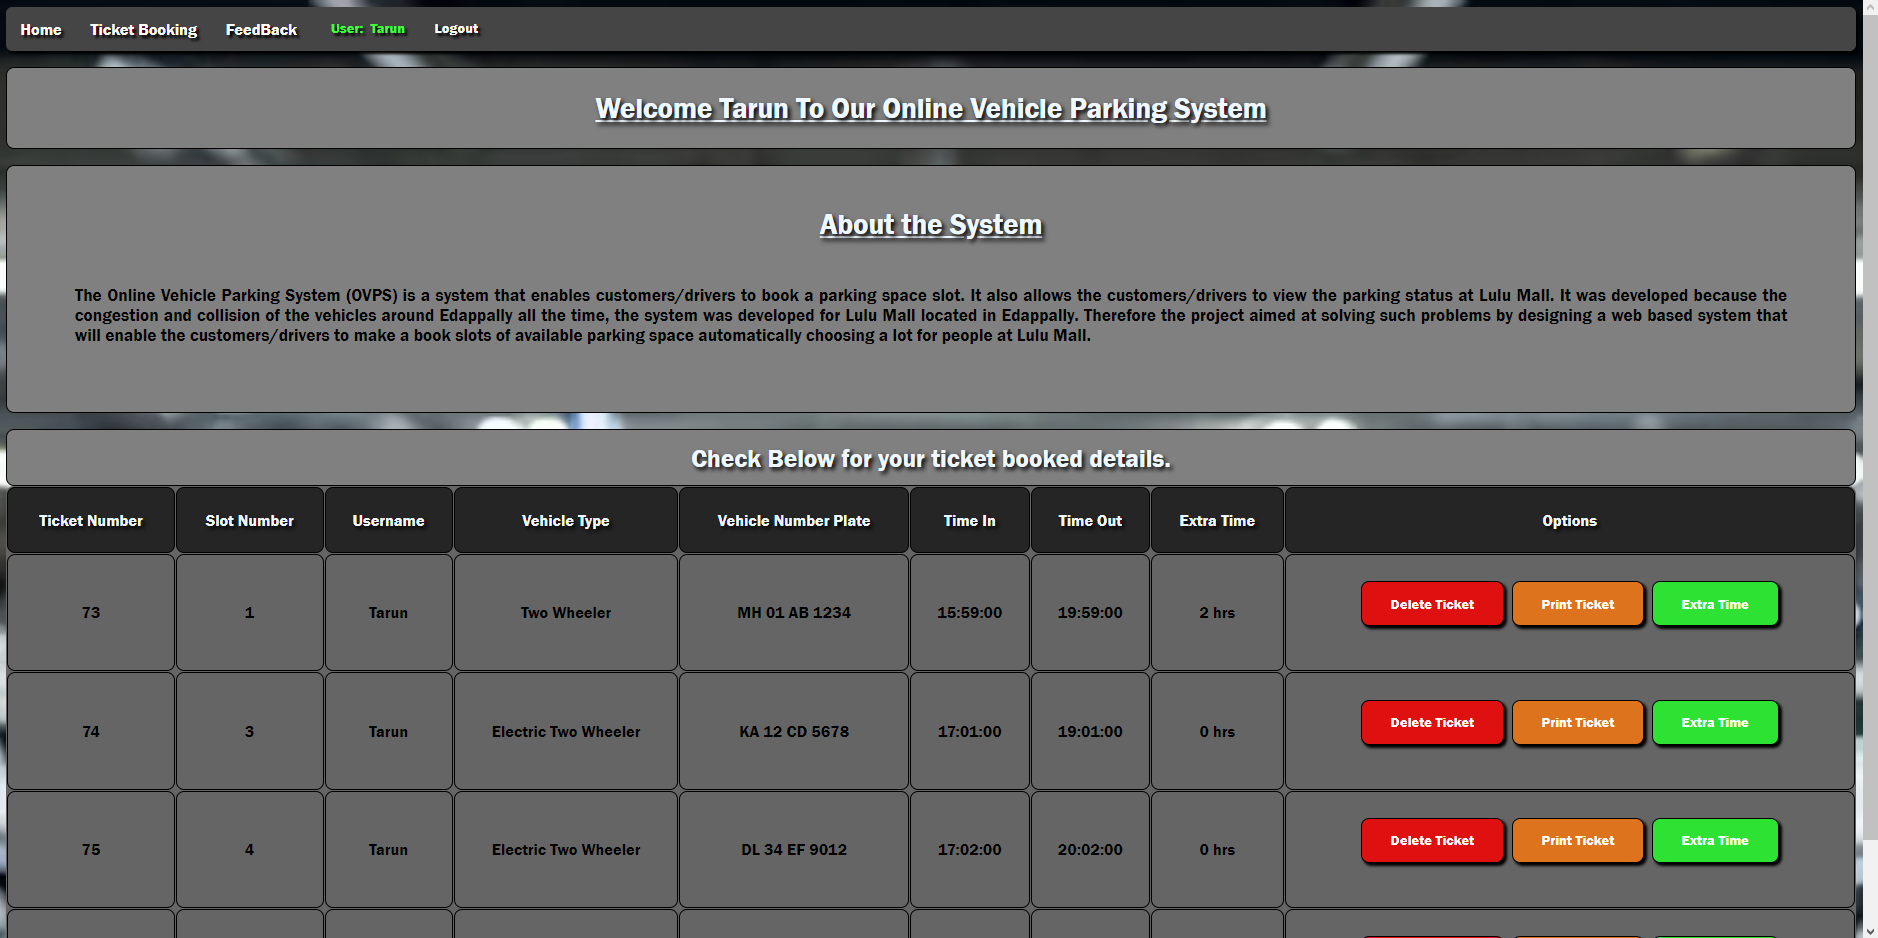 Home Ticket Booking FeedBack User: Tarun Logout
Welcome Tarun To Our Online Vehicle Parking System
About the System
The Online Vehicle Parking System (OVPS) is a system that enables customers/drivers to book a parking space slot. It also allows the customers/drivers to view the parking status at Lulu Mall. It was developed because the
congestion and collision of the vehicles around Edappally all the time, the system was developed for Lulu Mall located in Edappally. Therefore the project aimed at solving such problems by designing a web based system that
will enable the customers/drivers to make a book slots of available parking space automatically choosing a lot for people at Lulu Mall.
Check Below for your ticket booked details.
Ticket Number Slot Number Username Vehicle Type Vehicle Number Plate Time In Time Out Extra Time Options
73 1 Tarun Two Wheeler MH 01 AB 1234 15:59:00 19:59:00 2 hrs Delete Ticket Print Ticket Extra Time
74 3 Tarun Electric Two Wheeler KA 12 CD 5678 17:01:00 19:01:00 0 hrs Delete Ticket Print Ticket Extra Time
75 4 Tarun Electric Two Wheeler DL 34 EF 9012 17:02:00 20:02:00 0 hrs Delete Ticket Print Ticket Extra Time